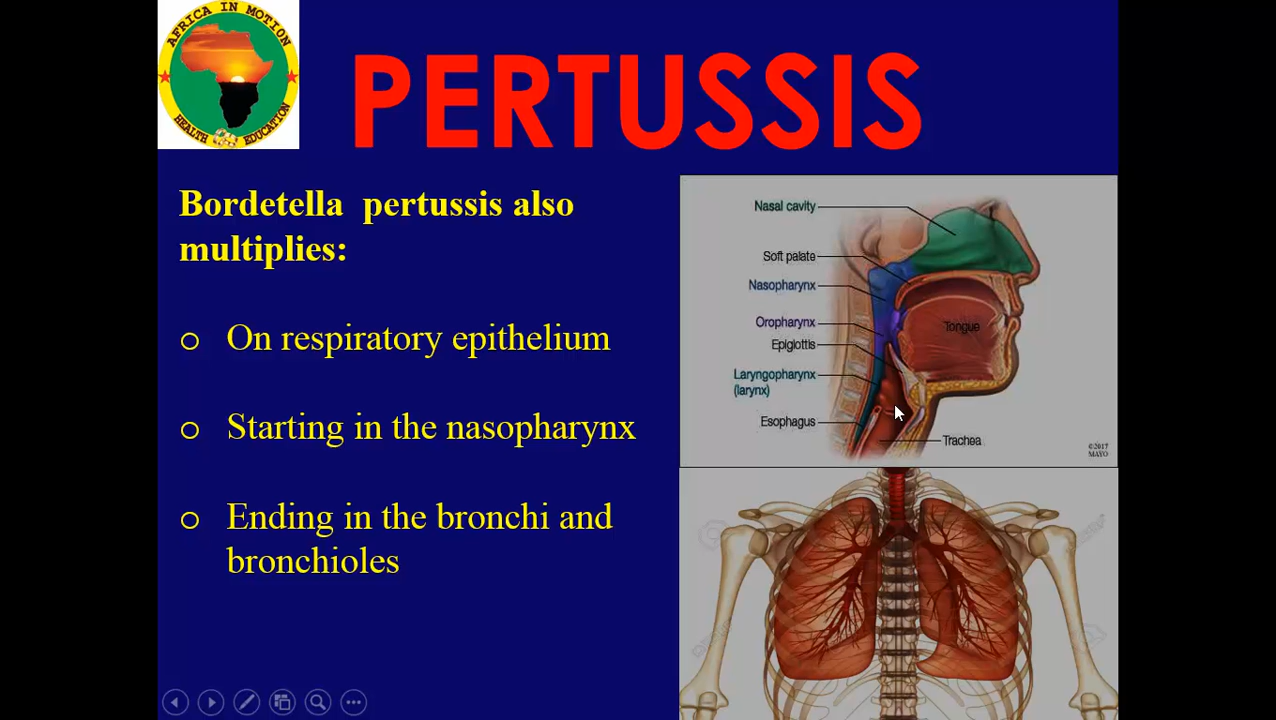 AFRICA IN MOTION
HEALTH EDUCATION
PERTUSSIS
Bordetella pertussis also
multiplies:
o On respiratory epithelium
o Starting in the nasopharynx
o Ending in the bronchi and
bronchioles
Nasal cavity
Soft palate
Nasopharynx
Oropharynx
Tongue
Epiglottis
Laryngopharynx
(larynx)
Esophagus
Trachea
©2017
MAYO